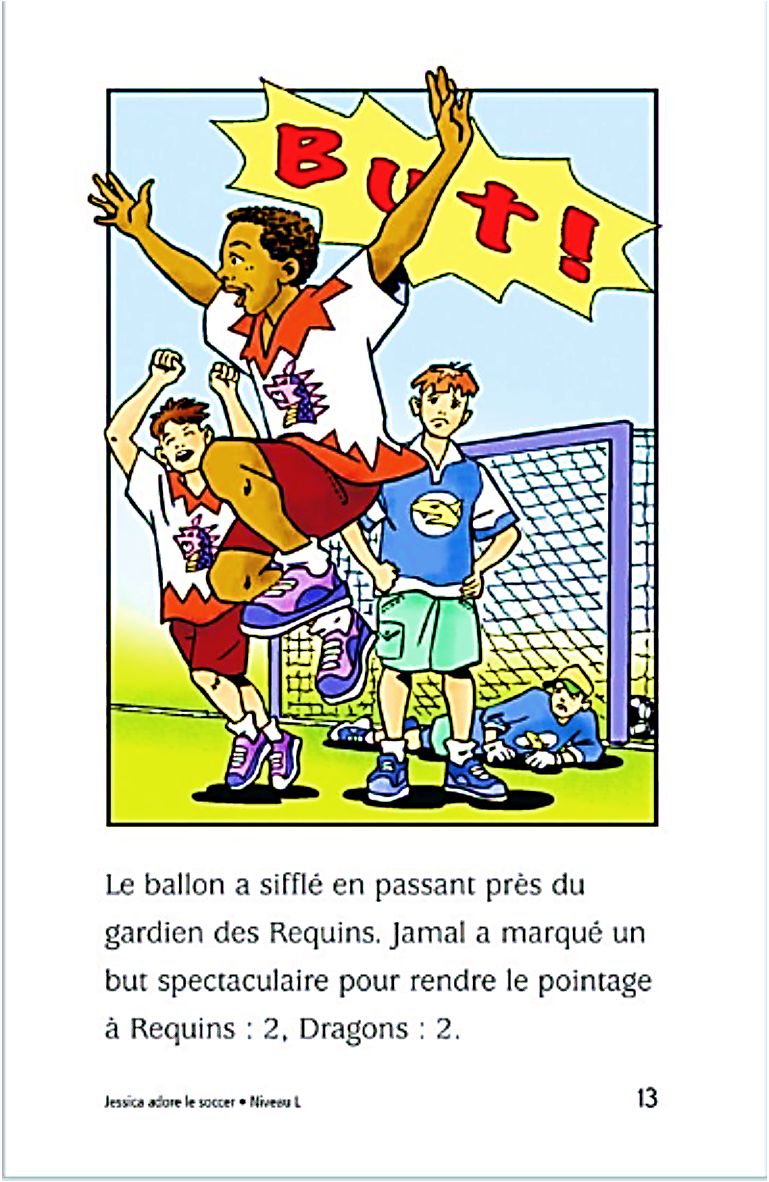 But!
Le ballon a sifflé en passant près du
gardien des Requins. Jamal a marqué un
but spectaculaire pour rendre le pointage
à Requins : 2, Dragons : 2.
Jessica adore le soccer • Niveau L
13